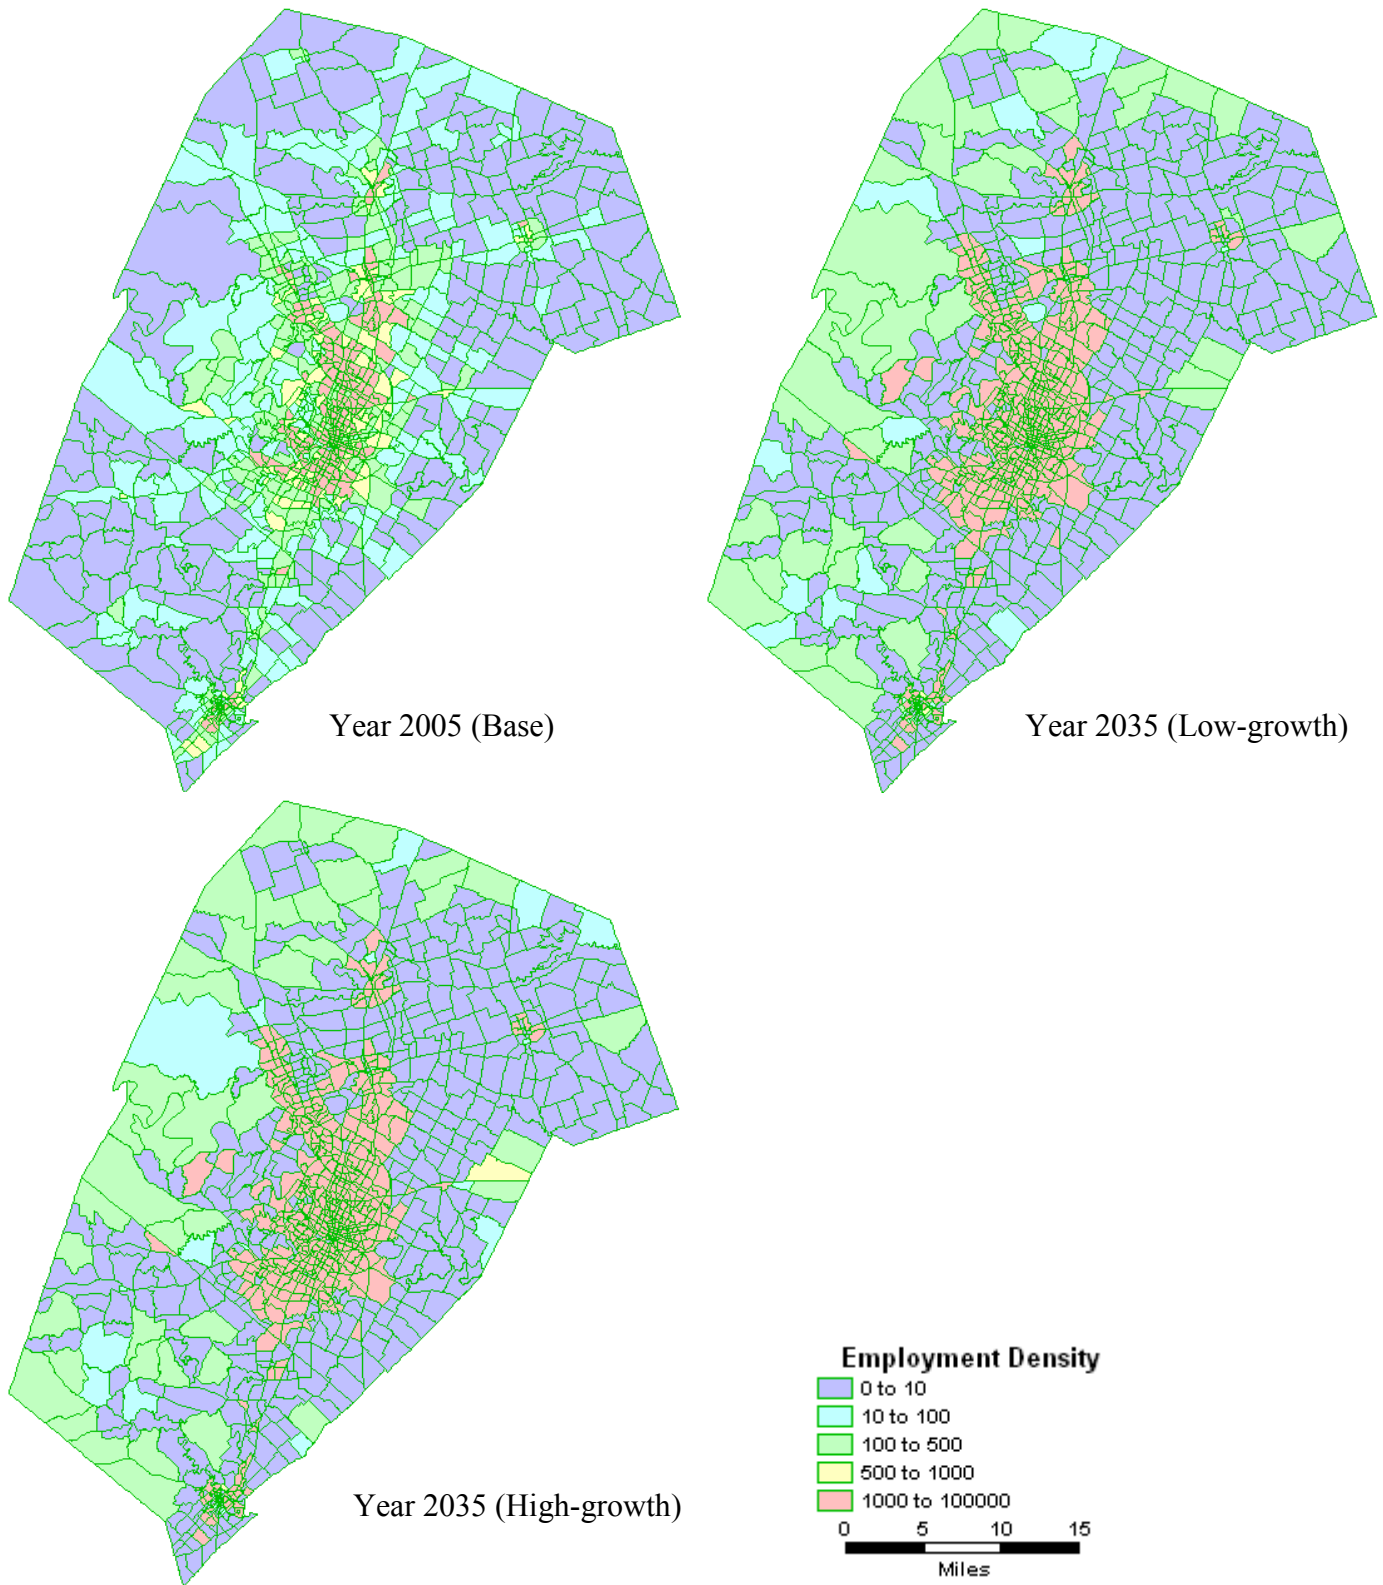 Year 2005 (Base)
Year 2035 (Low-growth)
Year 2035 (High-growth)
Employment Density
0 to 10
10 to 100
100 to 500
500 to 1000
1000 to 100000
0 5 10 15
Miles